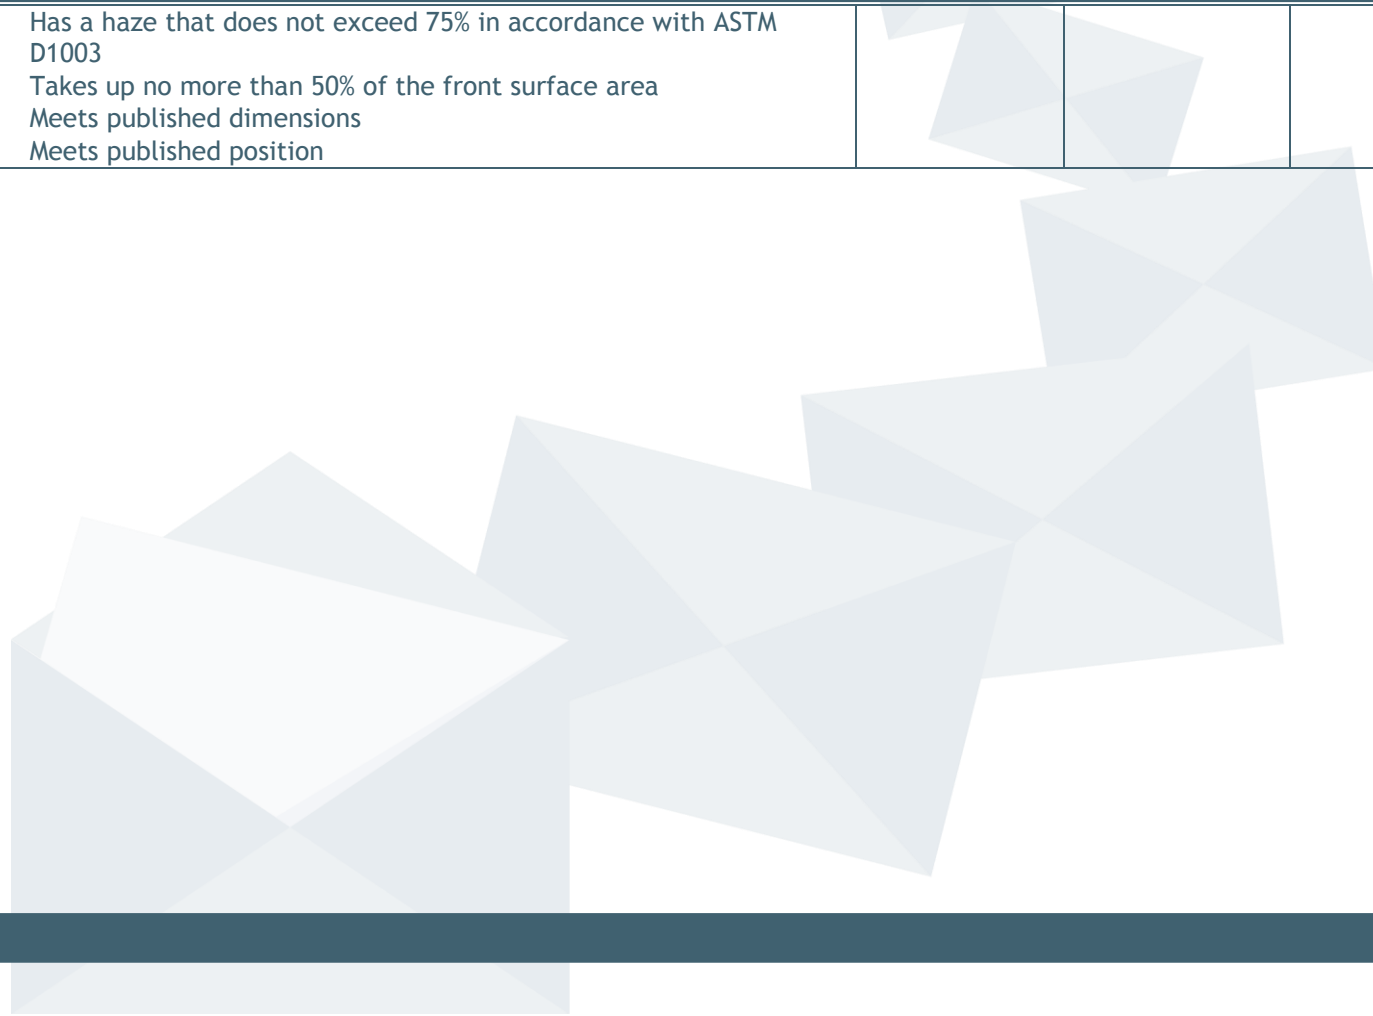 Has a haze that does not exceed 75% in accordance with ASTM
D1003
Takes up no more than 50% of the front surface area
Meets published dimensions
Meets published position